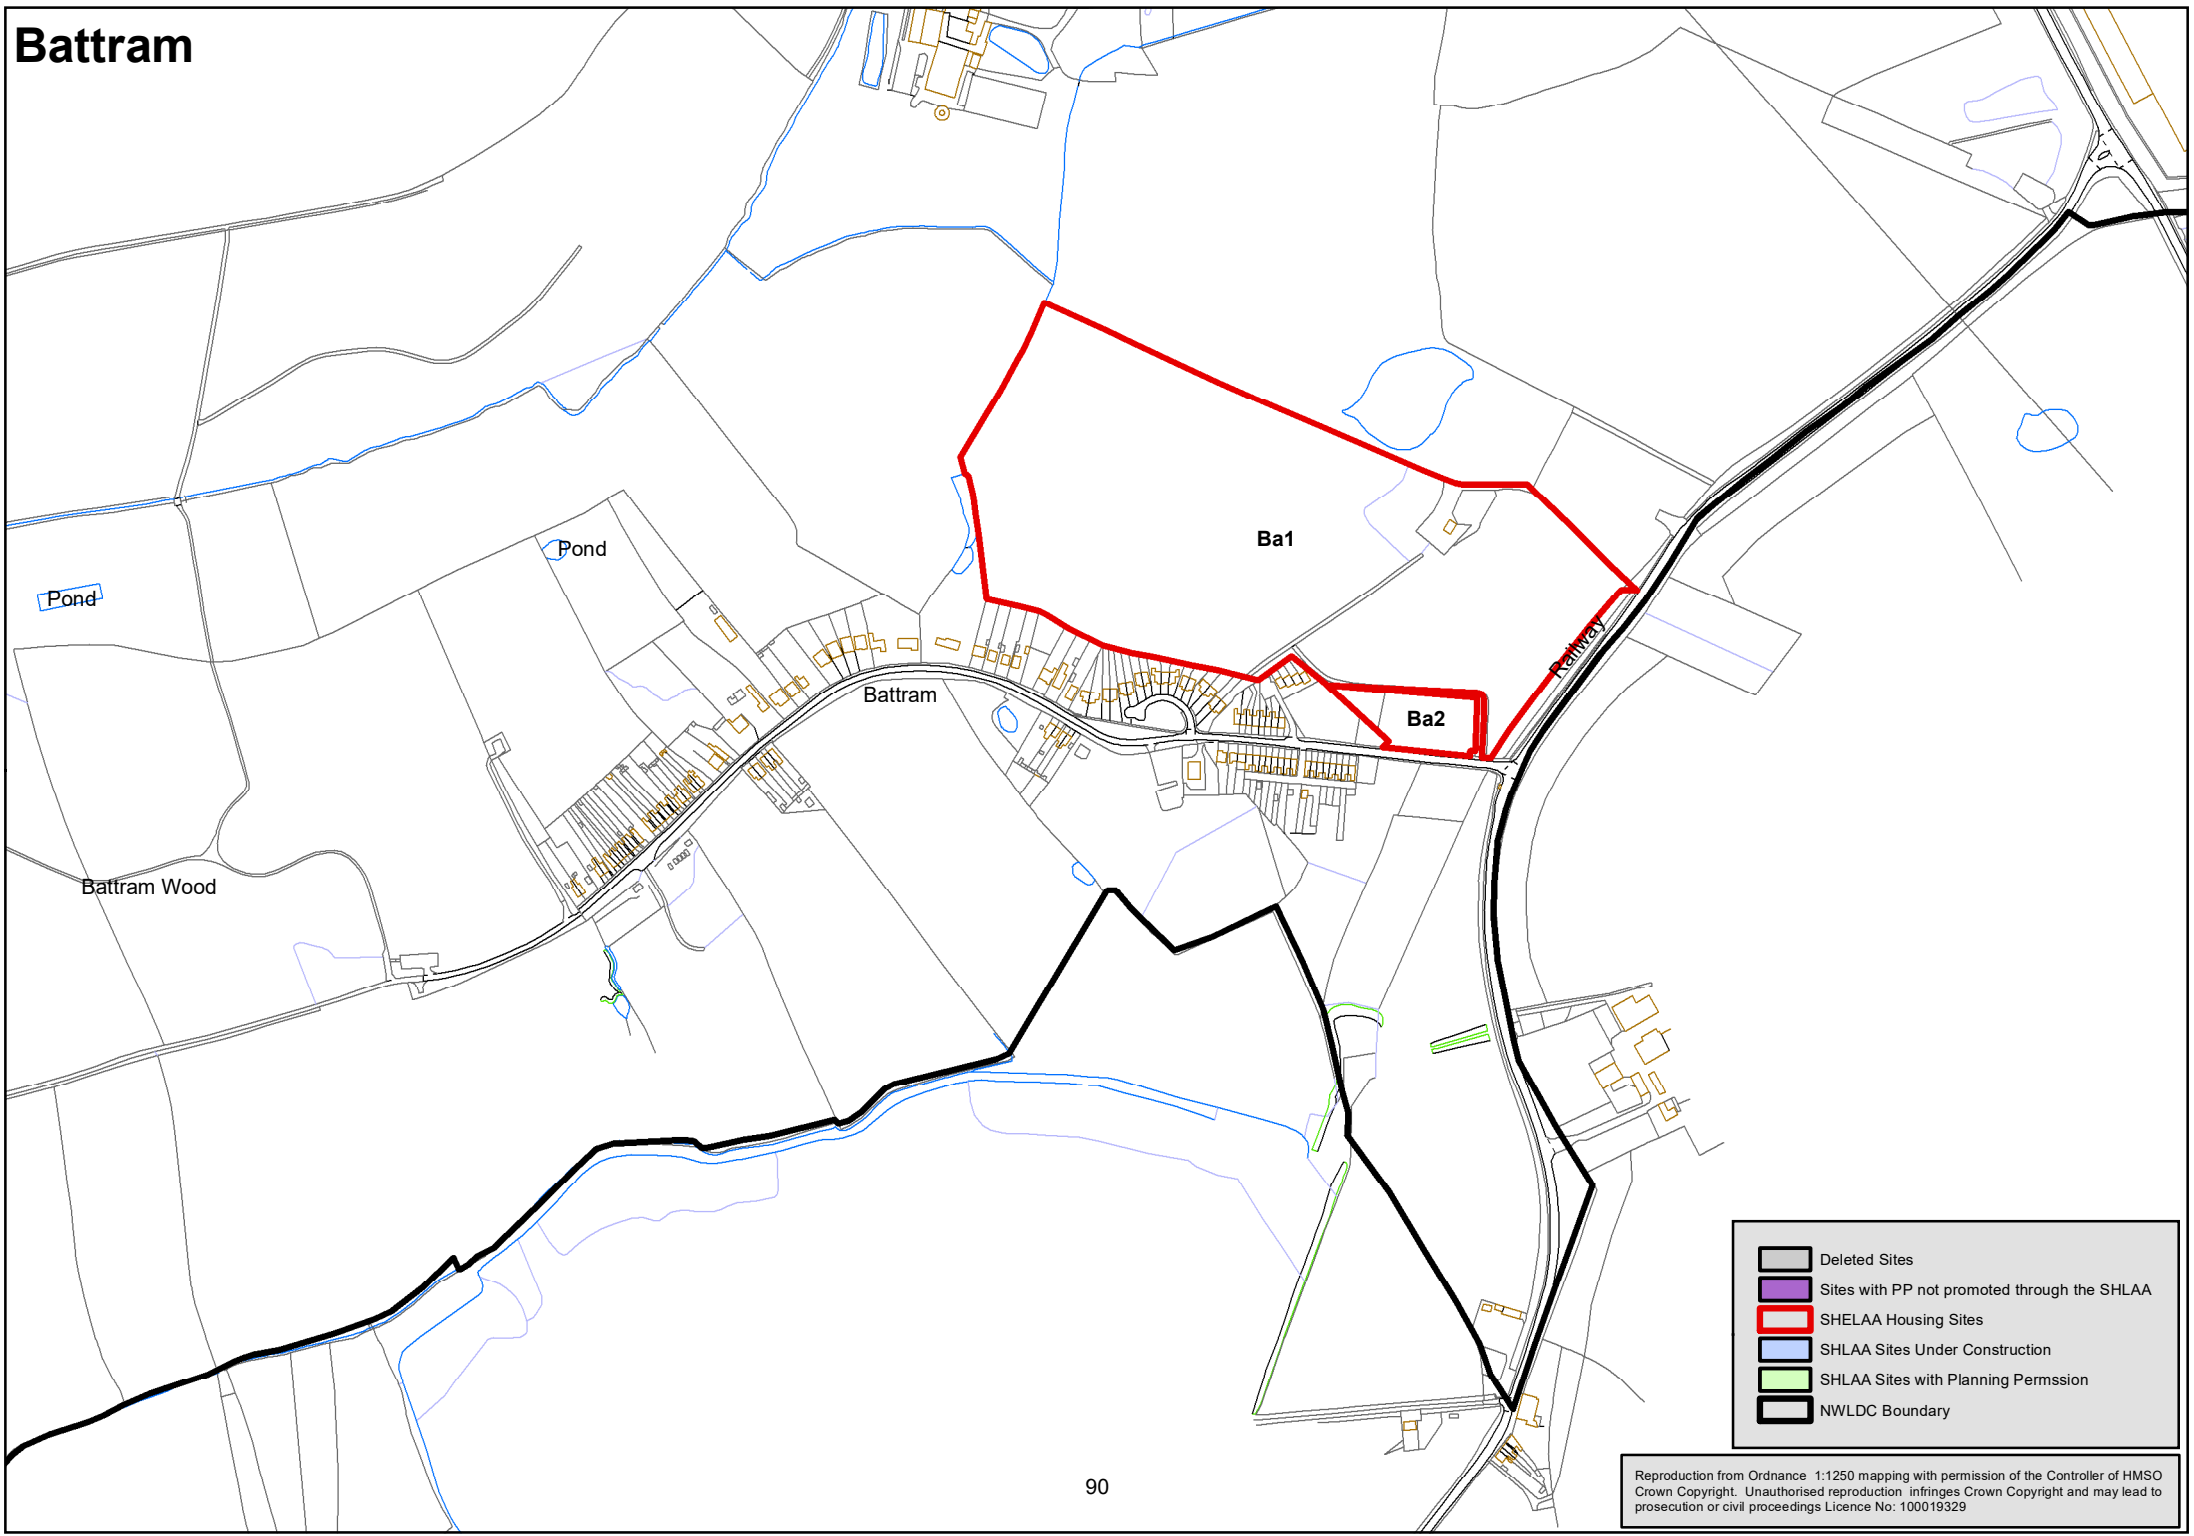 Battram
Ba1
Pond
Pond
Railway
Battram
Ba2
Battram Wood
Deleted Sites
Sites with PP not promoted through the SHLAA
SHELAA Housing Sites
SHLAA Sites Under Construction
SHLAA Sites with Planning Permssion
NWLDC Boundary
90
Reproduction from Ordnance 1:1250 mapping with permission of the Controller of HMSO
Crown Copyright. Unauthorised reproduction infringes Crown Copyright and may lead to
prosecution or civil proceedings Licence No: 100019329